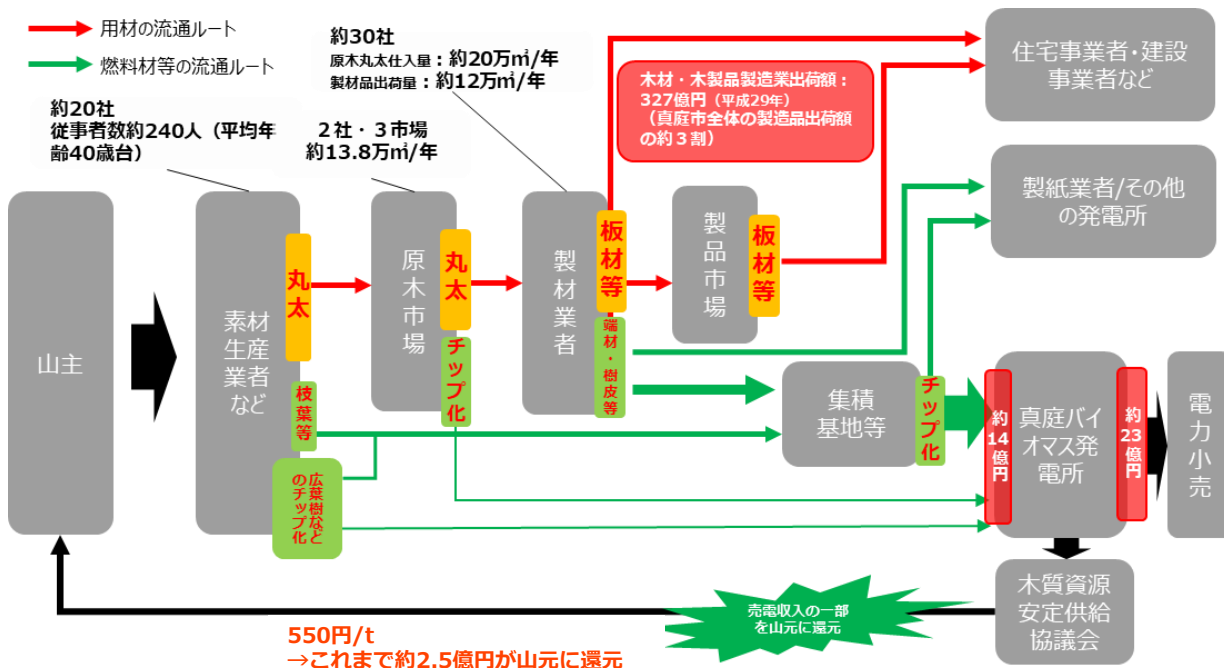 用材の流通ルート
燃料材等の流通ルート
約20社
従事者数約240人（平均年
齢40歳台）
２社・３市場
約13.8万㎥/年
約30社
原木丸太仕入量：約20万㎥/年
製材品出荷量：約12万㎥/年
木材・木製品製造業出荷額：
327億円（平成29年）
（真庭市全体の製造品出荷額
の約３割）
住宅事業者・建設
事業者など
製紙業者/その他
の発電所
山主
素材
生産
業者
など
丸太
枝葉等
広葉樹など
のチップ化
原木市場
丸太
チップ化
製材業者
板材等
端材・樹皮等
製品市場
板材等
集積
基地等
チップ化
約14億円
真庭バイ
オマス発
電所
約23億円
電力小売
木質資源
安定供給
協議会
売電収入の一部
を山元に還元
550円/t
→これまで約2.5億円が山元に還元